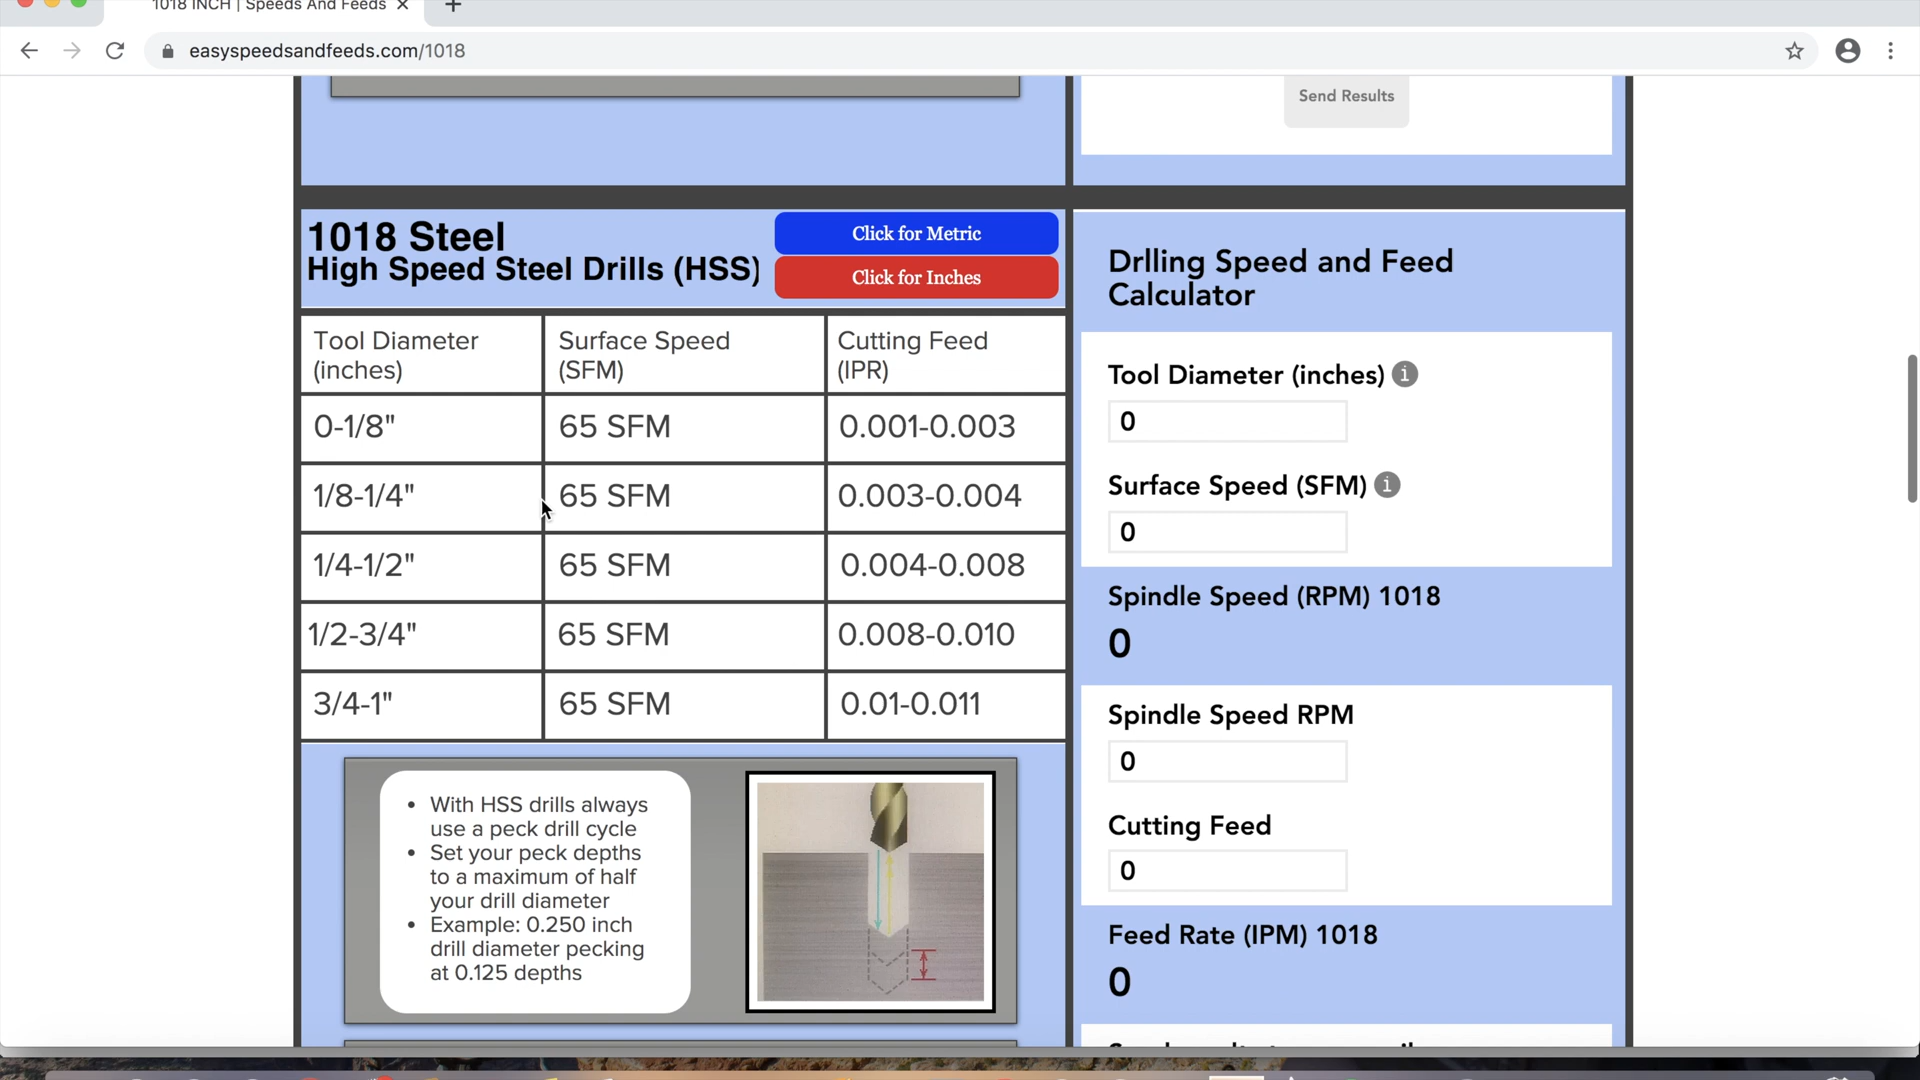 1018 INCH | Speeds And Feeds
easyspeedsandfeeds.com/1018
Send Results
1018 Steel
High Speed Steel Drills (HSS)
Click for Metric
Click for Inches
Tool Diameter
(inches)
Surface Speed
(SFM)
Cutting Feed
(IPR)
0-1/8"
65 SFM
0.001-0.003
1/8-1/4"
65 SFM
0.003-0.004
1/4-1/2"
65 SFM
0.004-0.008
1/2-3/4"
65 SFM
0.008-0.010
3/4-1"
65 SFM
0.01-0.011
• With HSS drills always
use a peck drill cycle
• Set your peck depths
to a maximum of half
your drill diameter
• Example: 0.250 inch
drill diameter pecking
at 0.125 depths
Drlling Speed and Feed
Calculator
Tool Diameter (inches)
0
Surface Speed (SFM)
0
Spindle Speed (RPM) 1018
0
Spindle Speed RPM
0
Cutting Feed
0
Feed Rate (IPM) 1018
0